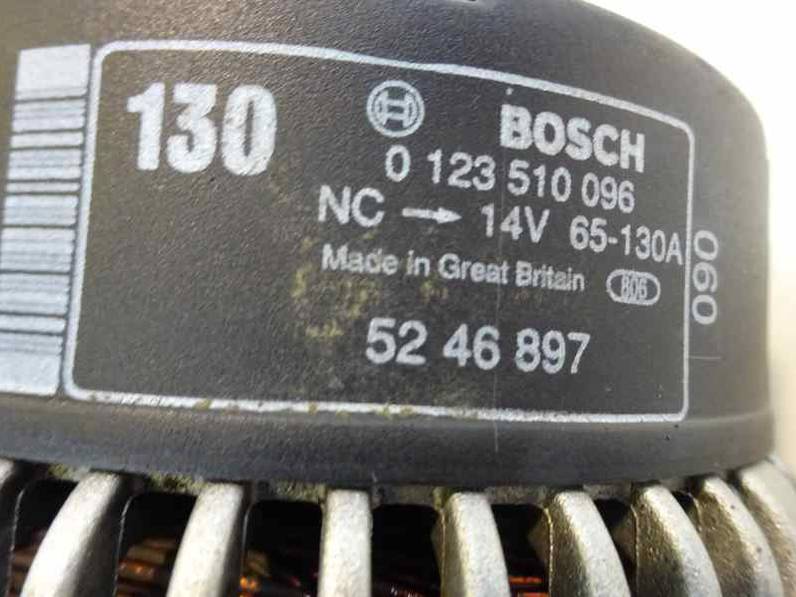 130
BOSCH
0 123 510 096
NC → 14V 65-130A
Made in Great Britain 806
52 46 897
060